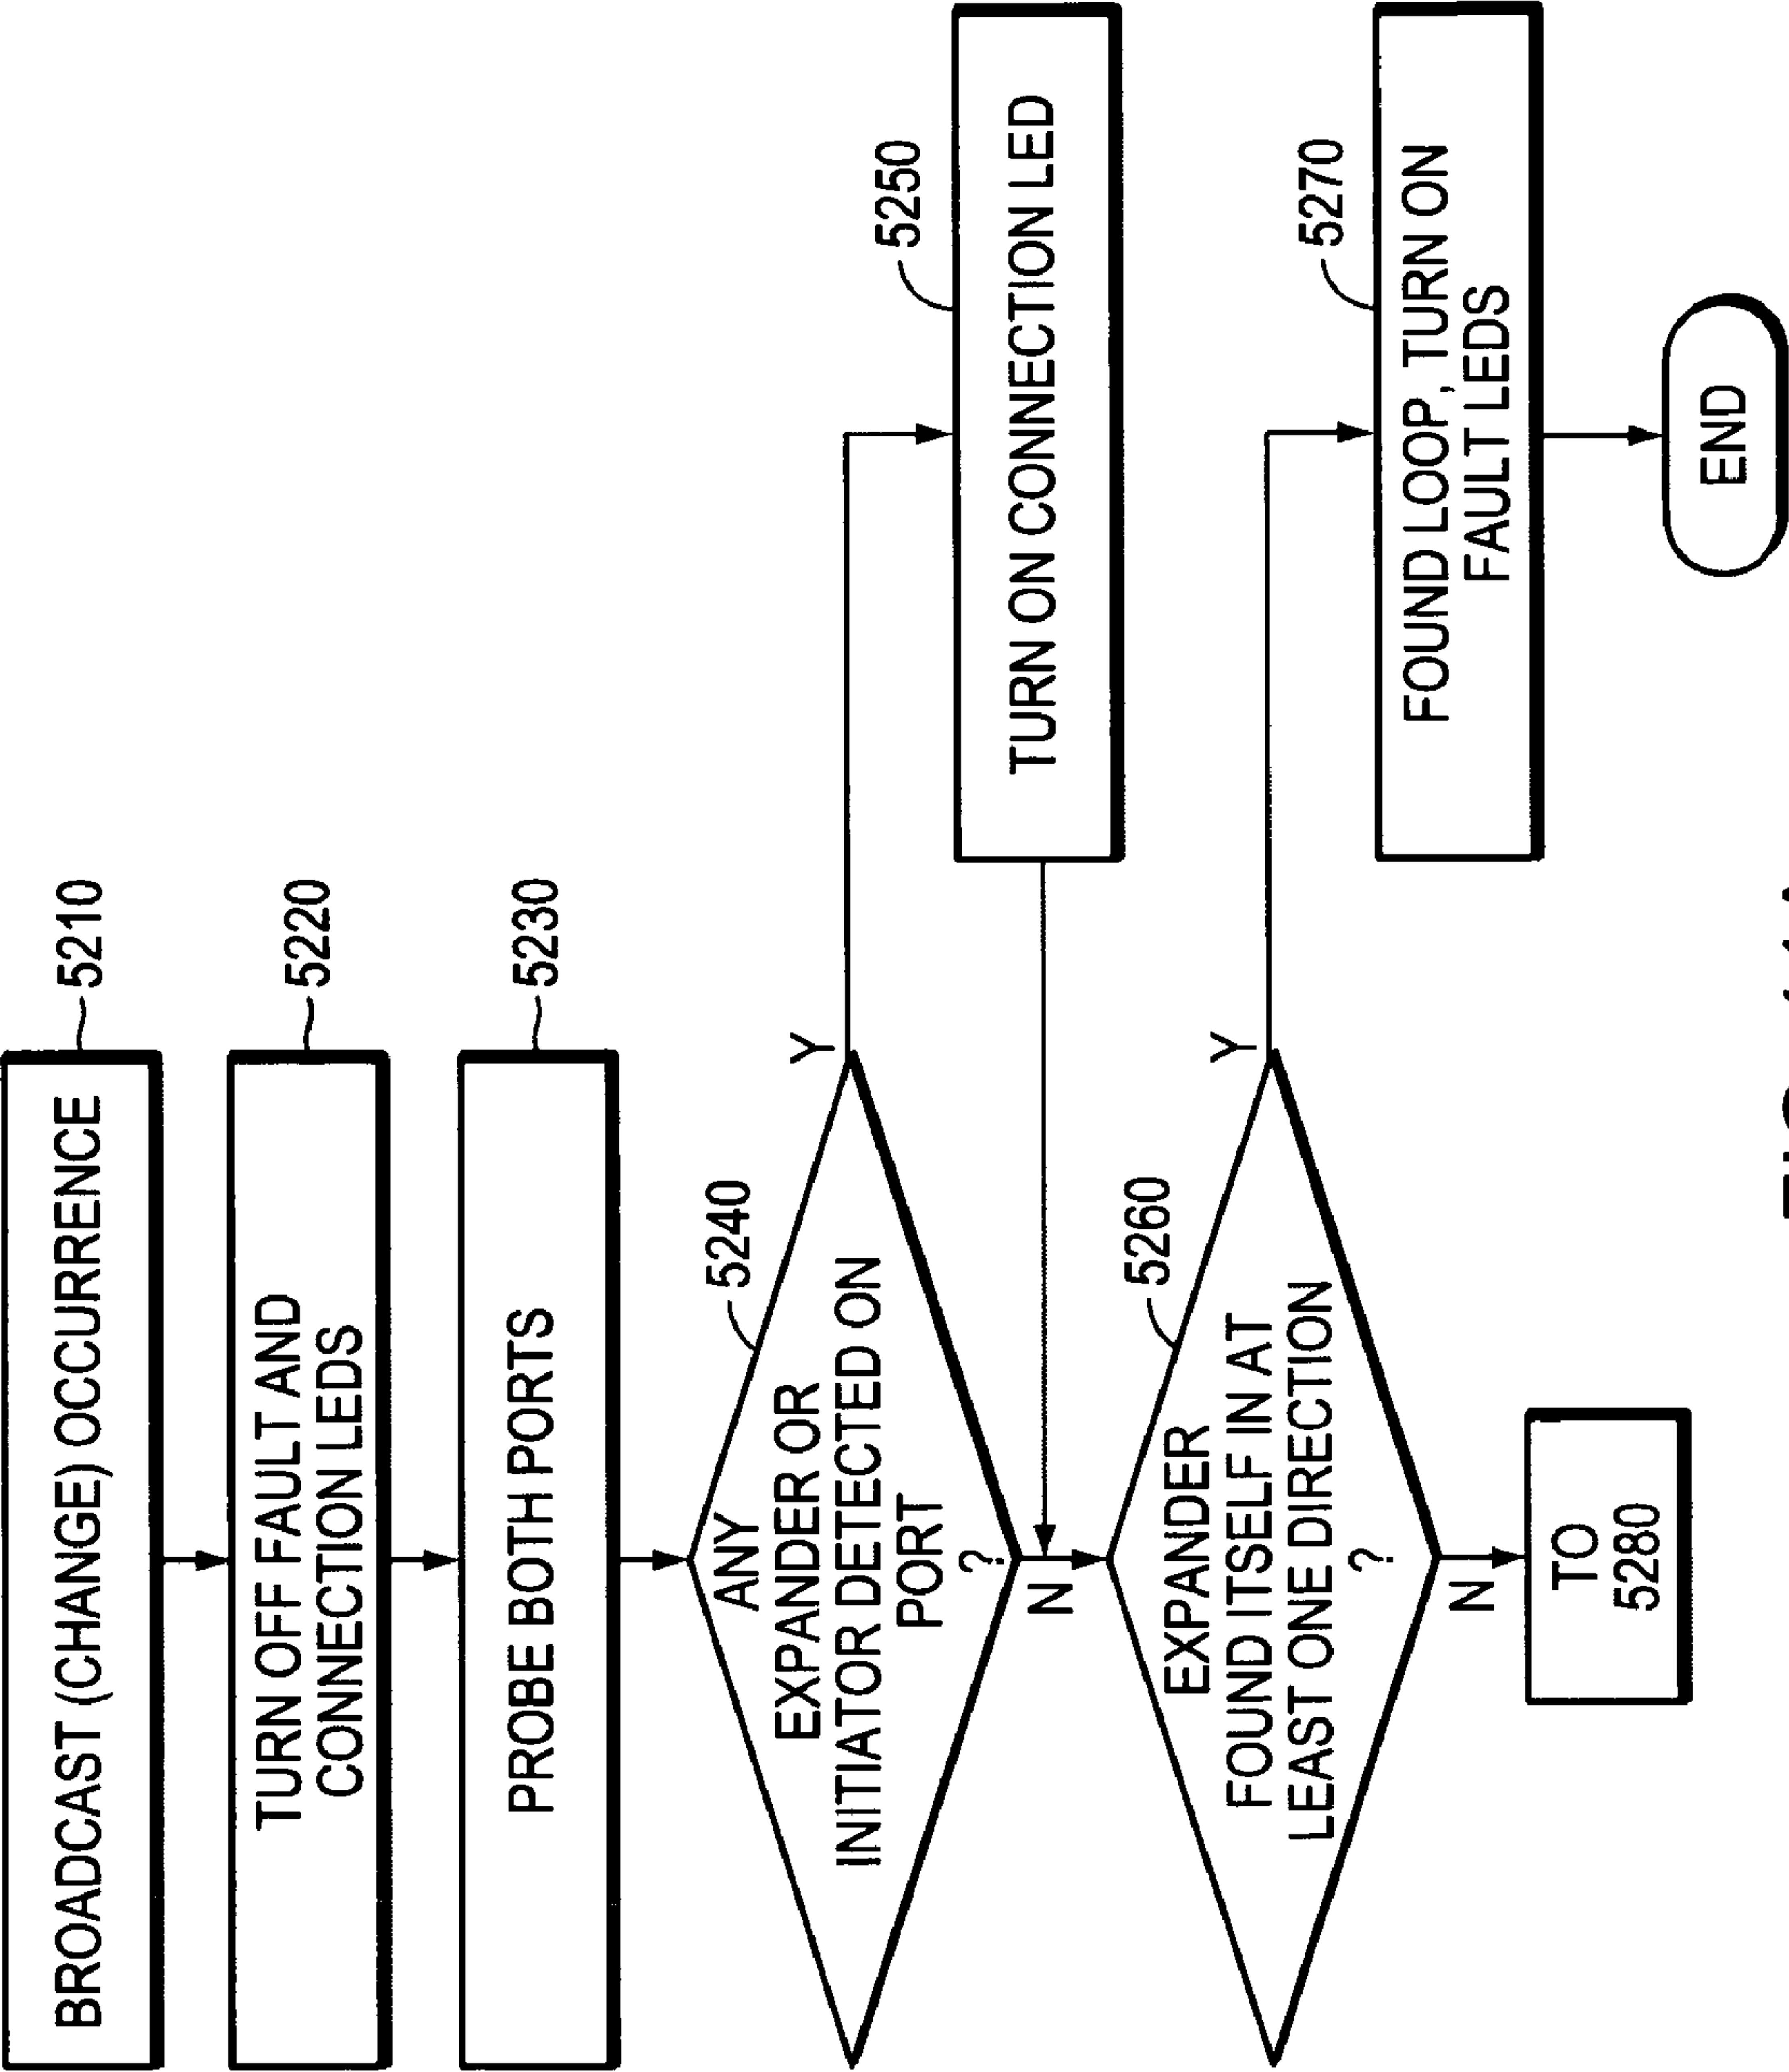 BROADCAST (CHANGE) OCCURRENCE
5210
TURN OFF FAULT AND
CONNECTION LEDS
5220
PROBE BOTH PORTS
5230
ANY
EXPANDER OR
INITIATOR DETECTED ON
PORT
?
5240
Y
N
TURN ON CONNECTION LED
5250
EXPANDER
FOUND ITSELF IN AT
LEAST ONE DIRECTION
?
5260
Y
N
FOUND LOOP, TURN ON
FAULT LEDS
5270
END
TO
5280